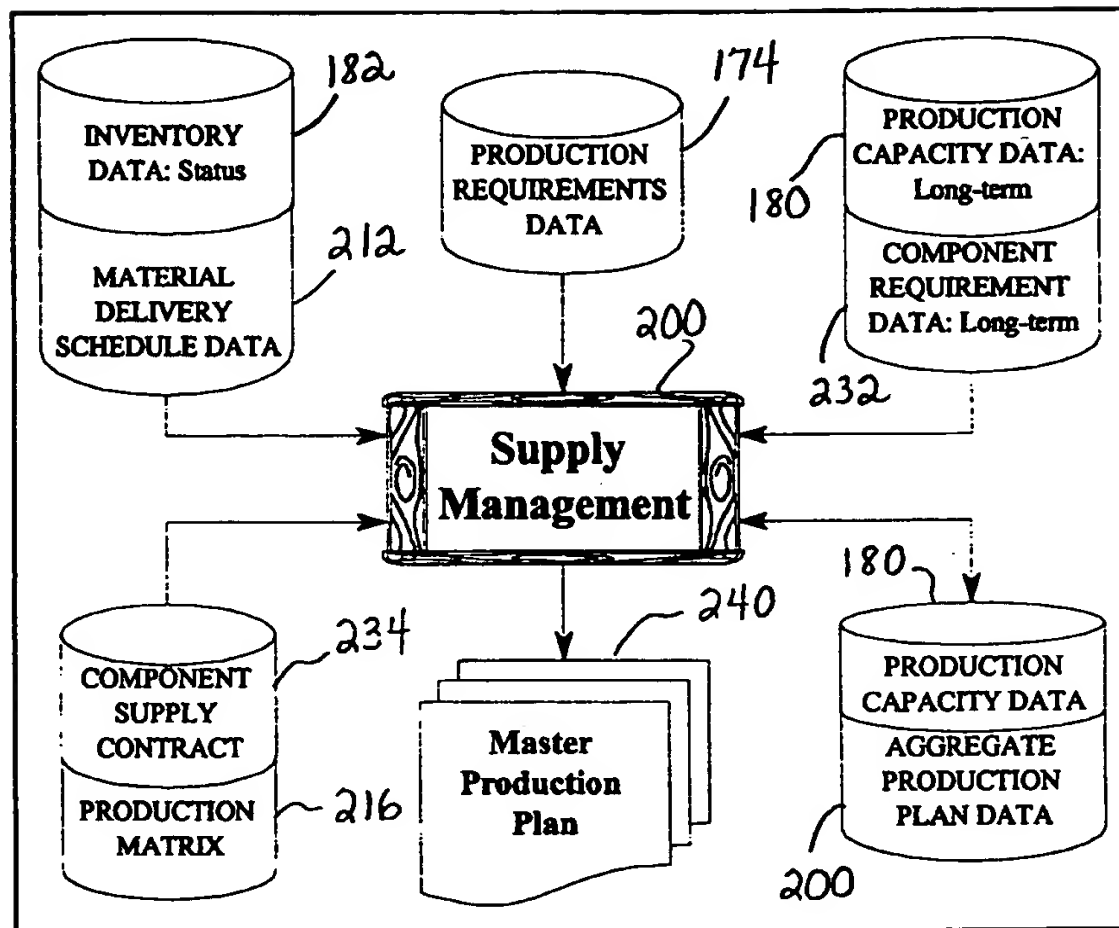 182
INVENTORY
DATA: Status
212
MATERIAL
DELIVERY
SCHEDULE DATA
174
PRODUCTION
REQUIREMENTS
DATA
180
PRODUCTION
CAPACITY DATA:
Long-term
COMPONENT
REQUIREMENT
DATA: Long-term
232
200
Supply
Management
234
COMPONENT
SUPPLY
CONTRACT
216
PRODUCTION
MATRIX
240
Master
Production
Plan
180
PRODUCTION
CAPACITY DATA
AGGREGATE
PRODUCTION
PLAN DATA
200